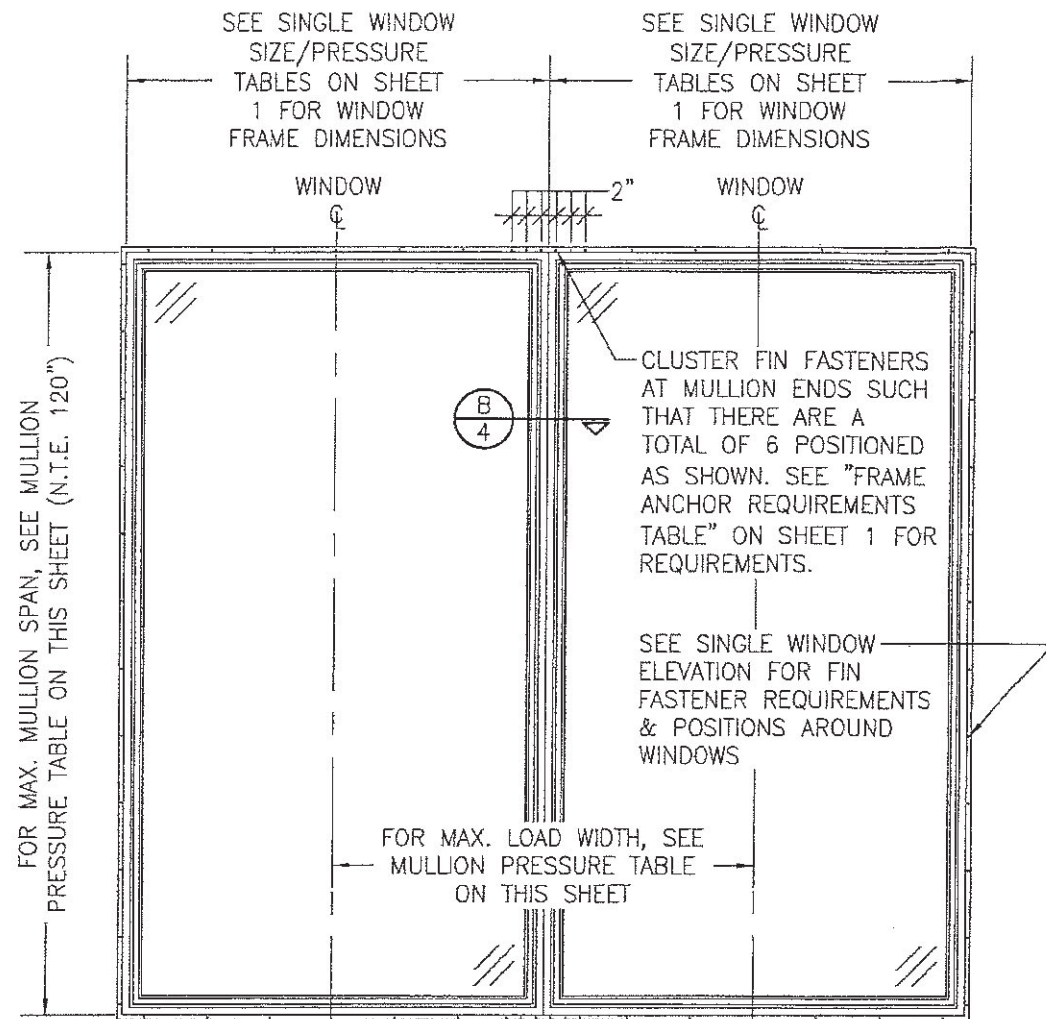 SEE SINGLE WINDOW
SIZE/PRESSURE
TABLES ON SHEET
1 FOR WINDOW
FRAME DIMENSIONS
SEE SINGLE WINDOW
SIZE/PRESSURE
TABLES ON SHEET
1 FOR WINDOW
FRAME DIMENSIONS
WINDOW
℄
2"
WINDOW
℄
FOR MAX. MULLION SPAN, SEE MULLION
PRESSURE TABLE ON THIS SHEET (N.T.E. 120")
B
4
CLUSTER FIN FASTENERS
AT MULLION ENDS SUCH
THAT THERE ARE A
TOTAL OF 6 POSITIONED
AS SHOWN. SEE "FRAME
ANCHOR REQUIREMENTS
TABLE" ON SHEET 1 FOR
REQUIREMENTS.
SEE SINGLE WINDOW
ELEVATION FOR FIN
FASTENER REQUIREMENTS
& POSITIONS AROUND
WINDOWS
FOR MAX. LOAD WIDTH, SEE
MULLION PRESSURE TABLE
ON THIS SHEET